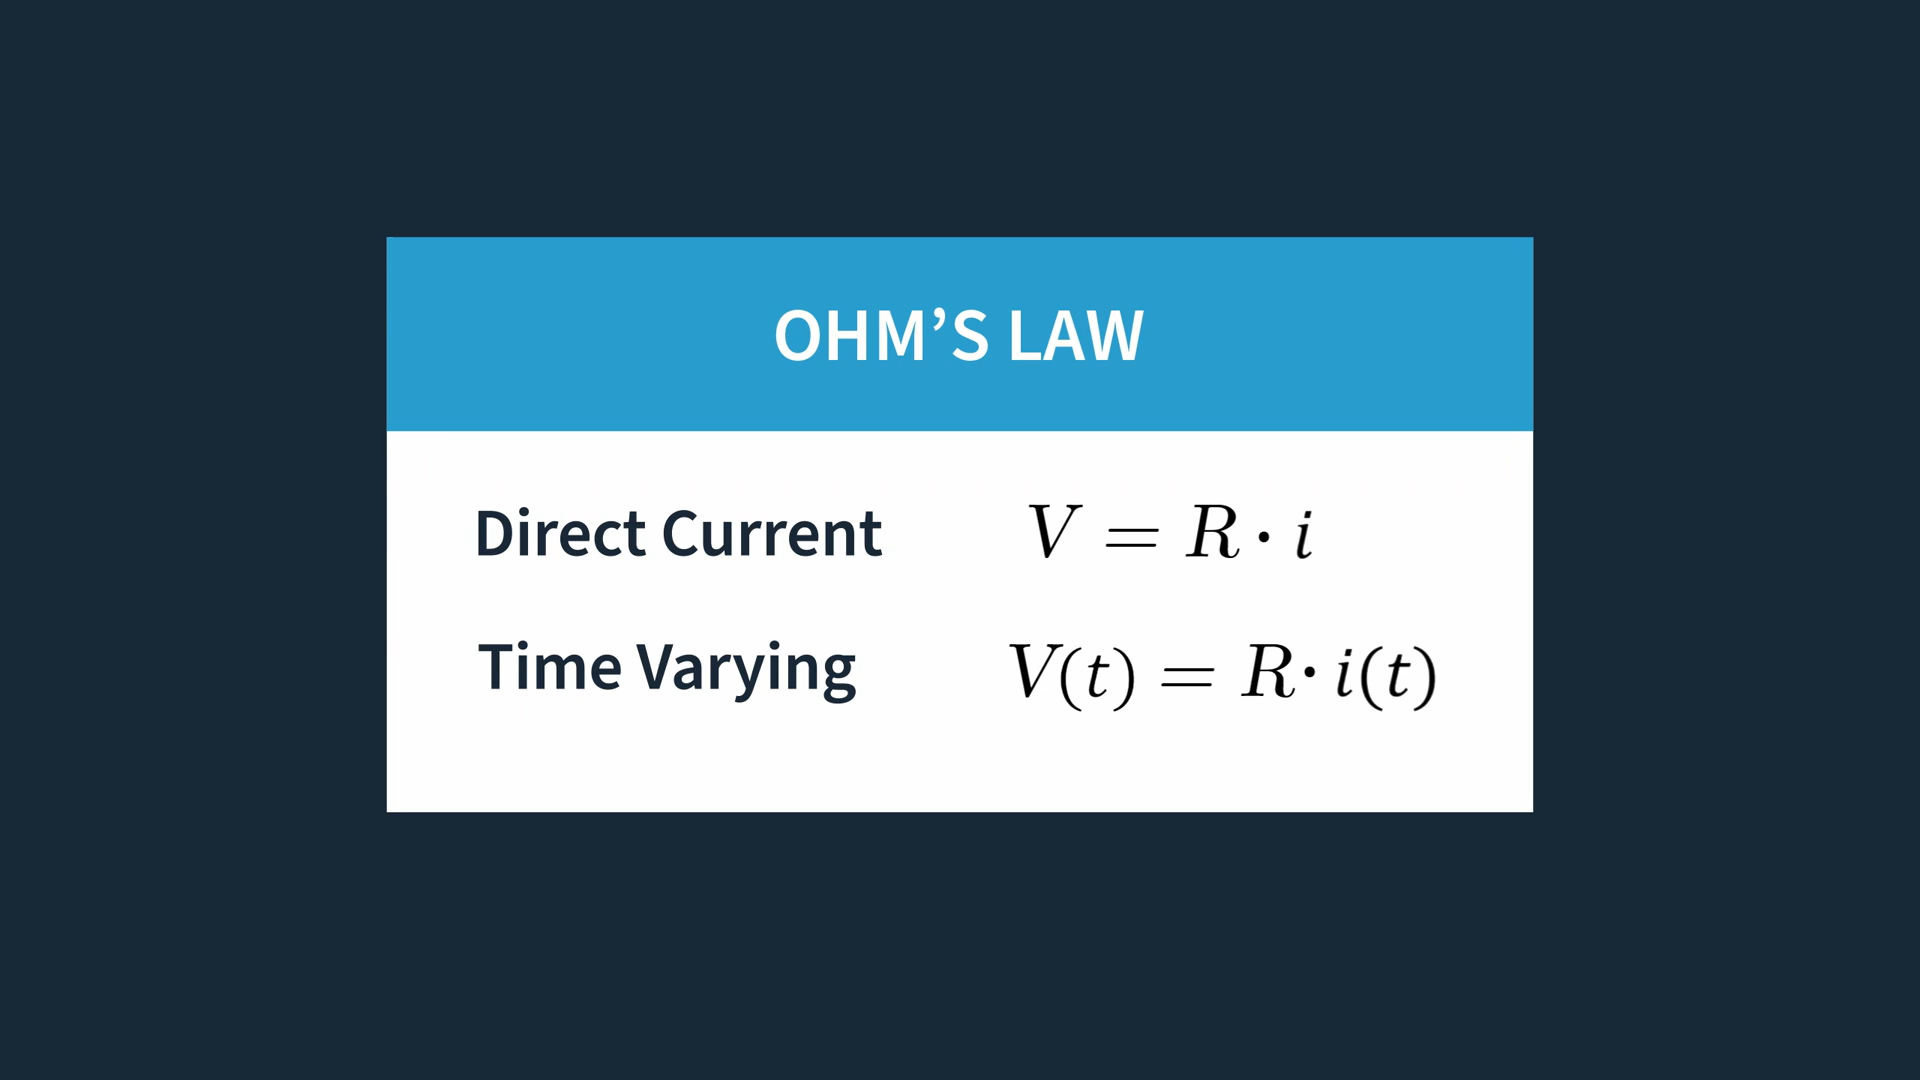 OHM’S LAW
Direct Current V = R · i
Time Varying V(t) = R · i(t)